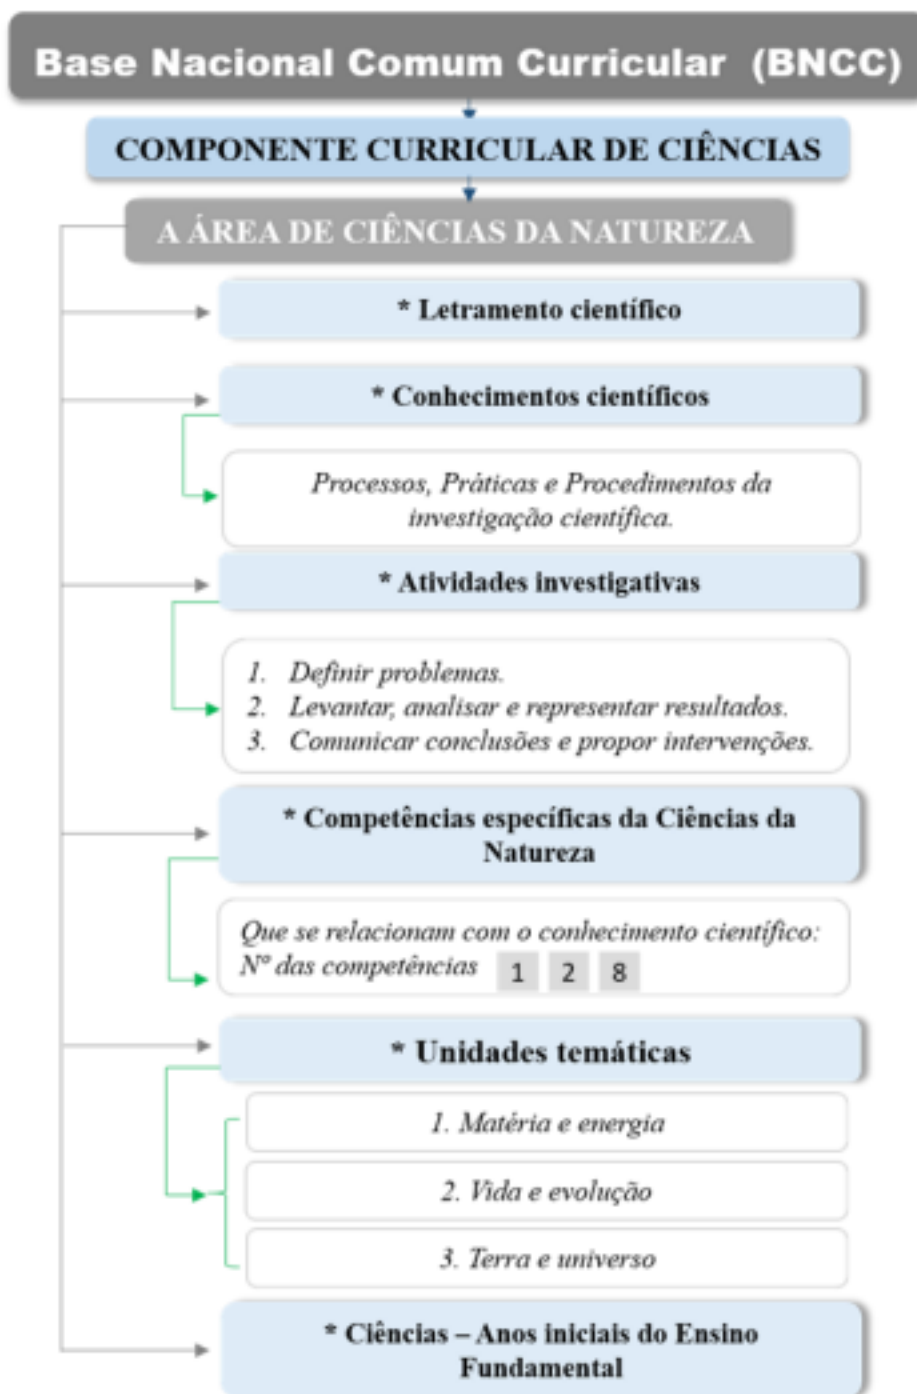 Base Nacional Comum Curricular (BNCC)
COMPONENTE CURRICULAR DE CIÊNCIAS
A ÁREA DE CIÊNCIAS DA NATUREZA
* Letramento científico
* Conhecimentos científicos
Processos, Práticas e Procedimentos da
investigação científica.
* Atividades investigativas
1. Definir problemas.
2. Levantar, analisar e representar resultados.
3. Comunicar conclusões e propor intervenções.
* Competências específicas da Ciências da
Natureza
Que se relacionam com o conhecimento científico:
Nº das competências 1 2 8
* Unidades temáticas
1. Matéria e energia
2. Vida e evolução
3. Terra e universo
* Ciências – Anos iniciais do Ensino
Fundamental